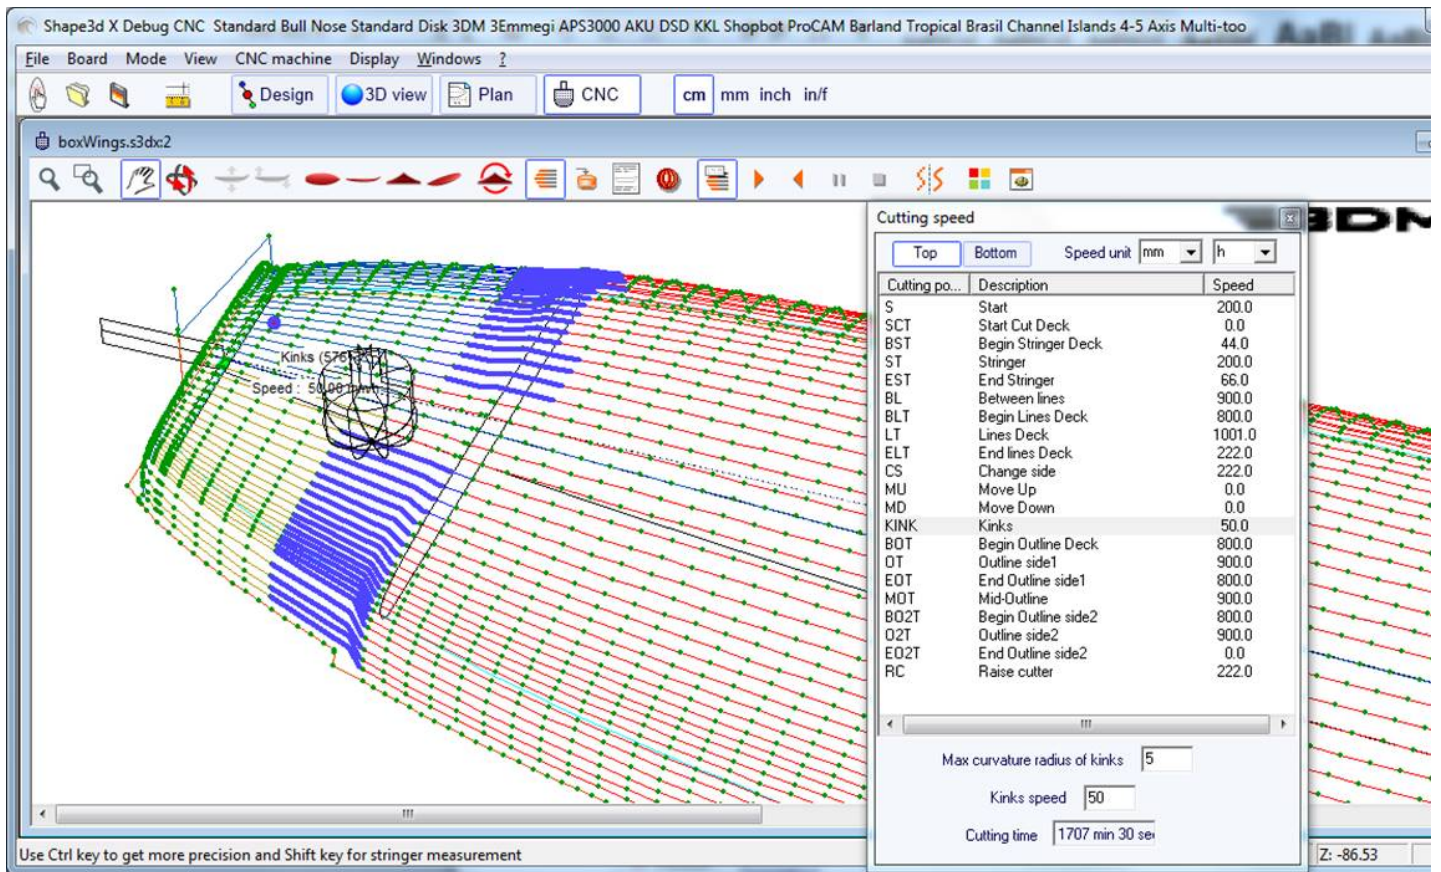 Shape3d X Debug CNC Standard Bull Nose Standard Disk 3DM 3Emmegi APS3000 AKU DSD KKL Shopbot ProCAM Barland Tropical Brasil Channel Islands 4-5 Axis Multi-too
File Board Mode View CNC machine Display Windows ?
Design 3D view Plan CNC cm mm inch in/f
boxWings.s3dx:2
3DM
Cutting speed
Top Bottom Speed unit mm h
Cutting po... Description Speed
S Start 200.0
SCT Start Cut Deck 0.0
BST Begin Stringer Deck 44.0
ST Stringer 200.0
EST End Stringer 66.0
BL Between lines 900.0
BLT Begin Lines Deck 800.0
LT Lines Deck 1001.0
ELT End lines Deck 222.0
CS Change side 222.0
MU Move Up 0.0
MD Move Down 0.0
KINK Kinks 50.0
BOT Begin Outline Deck 800.0
OT Outline side1 900.0
EOT End Outline side1 800.0
MOT Mid-Outline 900.0
BO2T Begin Outline side2 800.0
O2T Outline side2 900.0
EO2T End Outline side2 0.0
RC Raise cutter 222.0
Max curvature radius of kinks 5
Kinks speed 50
Cutting time 1707 min 30 se
Kinks
Speed :
Use Ctrl key to get more precision and Shift key for stringer measurement
Z: -86.53